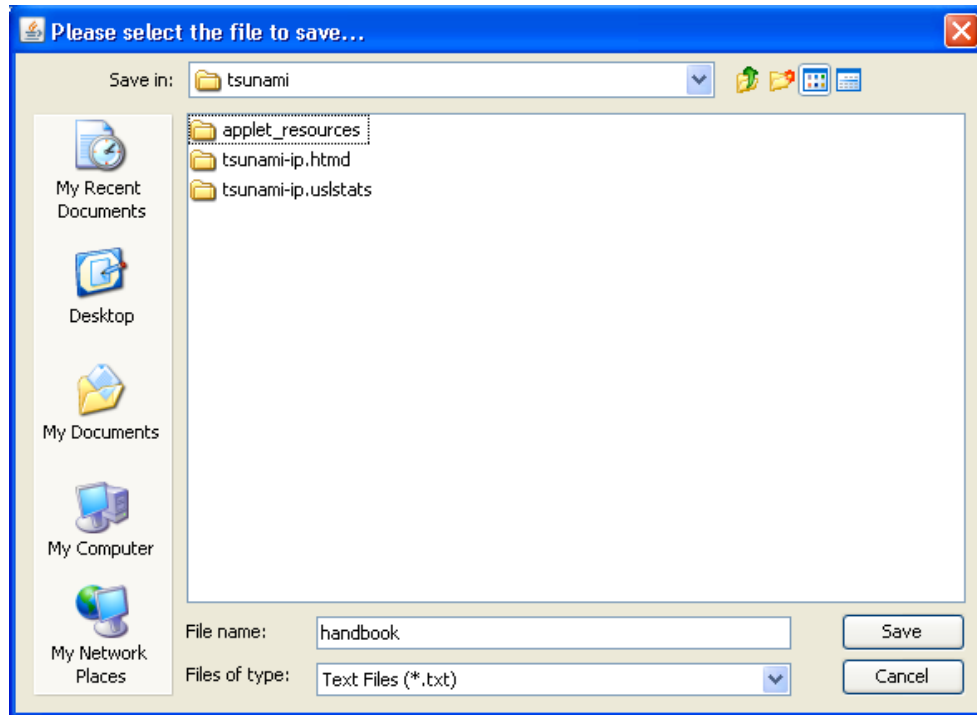 Please select the file to save...
Save in:
tsunami
applet_resources
tsunami-ip.htmd
tsunami-ip.uslstats
My Recent
Documents
Desktop
My Documents
My Computer
My Network
Places
File name:
handbook
Save
Files of type:
Text Files (*.txt)
Cancel